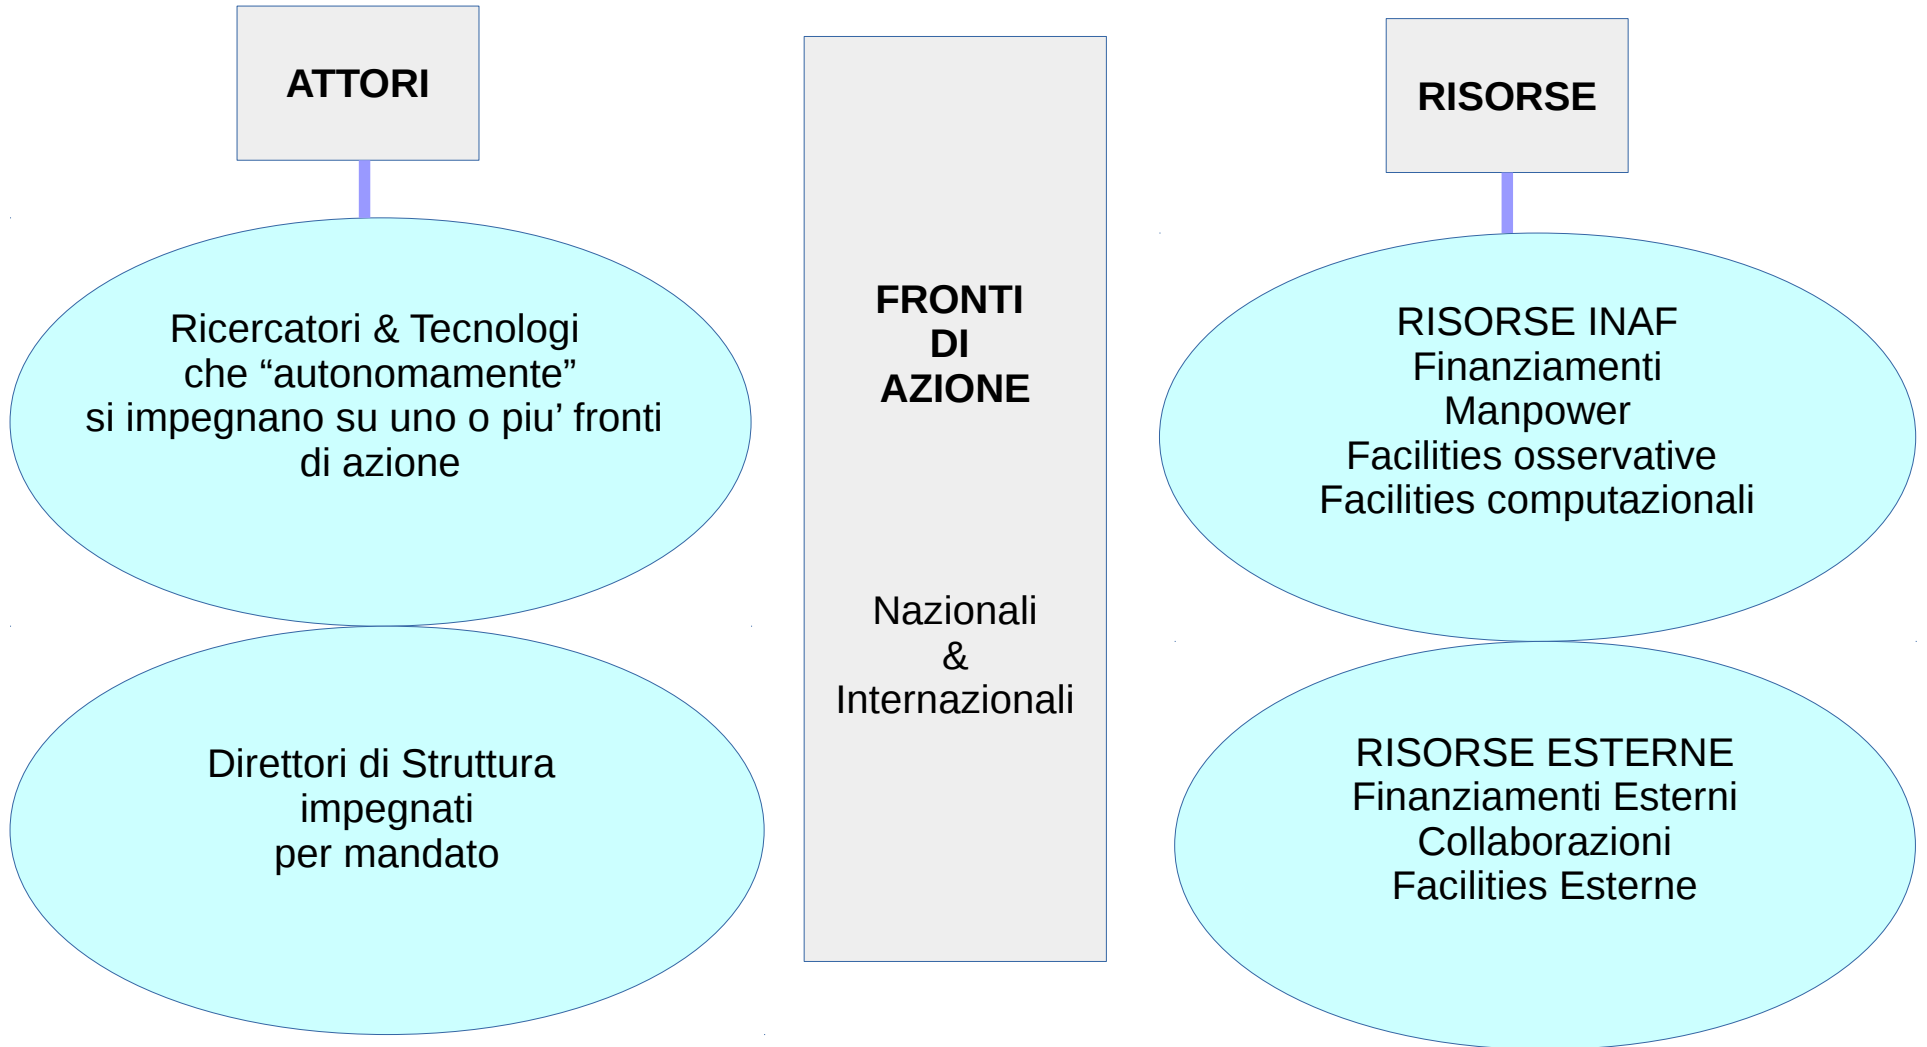 ATTORI
Ricercatori & Tecnologi
che “autonomamente”
si impegnano su uno o piu’ fronti
di azione
Direttori di Struttura
impegnati
per mandato
FRONTI
DI
AZIONE
Nazionali
&
Internazionali
RISORSE
RISORSE INAF
Finanziamenti
Manpower
Facilities osservative
Facilities computazionali
RISORSE ESTERNE
Finanziamenti Esterni
Collaborazioni
Facilities Esterne